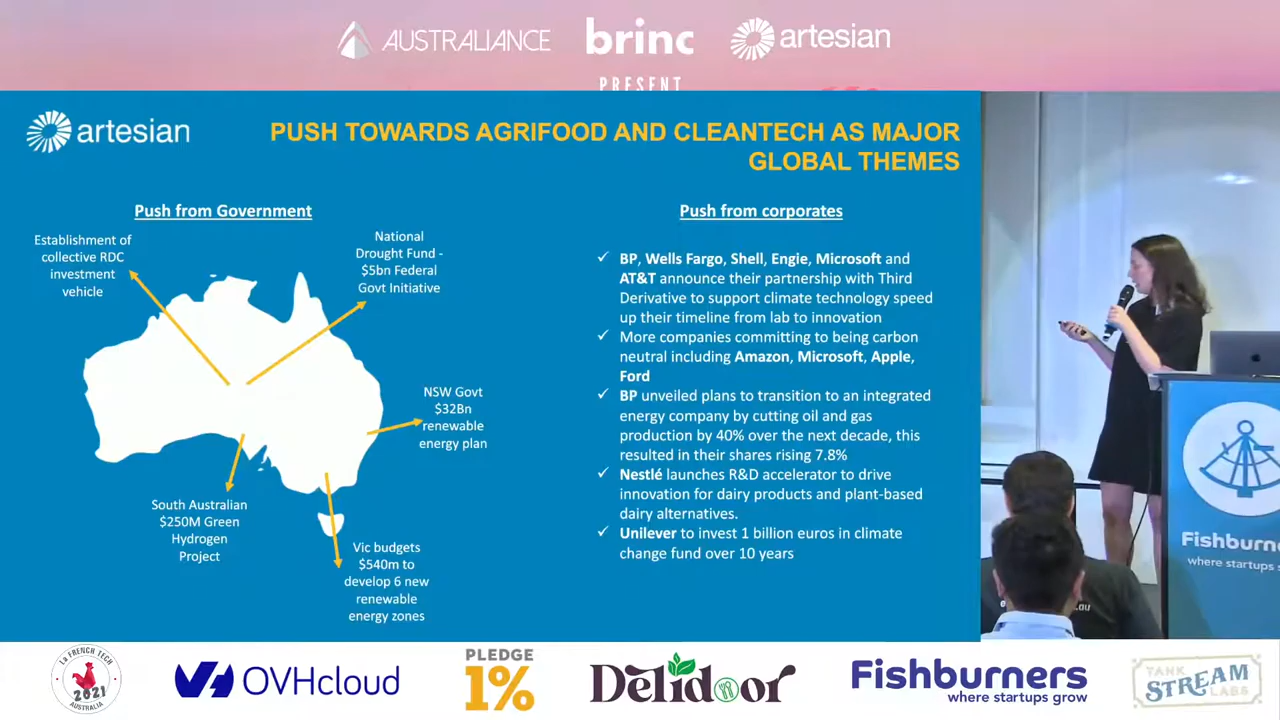 AUSTRALIANCE
brinc
artesian
PRESENT
artesian
PUSH TOWARDS AGRIFOOD AND CLEANTECH AS MAJOR
GLOBAL THEMES
Push from Government
Establishment of
collective RDC
investment
vehicle
National
Drought Fund -
$5bn Federal
Govt Initiative
NSW Govt
$32Bn
renewable
energy plan
South Australian
$250M Green
Hydrogen
Project
Vic budgets
$540m to
develop 6 new
renewable
energy zones
Push from corporates
✓ BP, Wells Fargo, Shell, Engie, Microsoft and
AT&T announce their partnership with Third
Derivative to support climate technology speed
up their timeline from lab to innovation
✓ More companies committing to being carbon
neutral including Amazon, Microsoft, Apple,
Ford
✓ BP unveiled plans to transition to an integrated
energy company by cutting oil and gas
production by 40% over the next decade, this
resulted in their shares rising 7.8%
✓ Nestlé launches R&D accelerator to drive
innovation for dairy products and plant-based
dairy alternatives.
✓ Unilever to invest 1 billion euros in climate
change fund over 10 years
Fishburne
where startups s
La FRENCH TECH
2021
AUSTRALIA
OVHcloud
PLEDGE
1%
Delidoor
Fishburners
where startups grow
TANK
STREAM
LABS